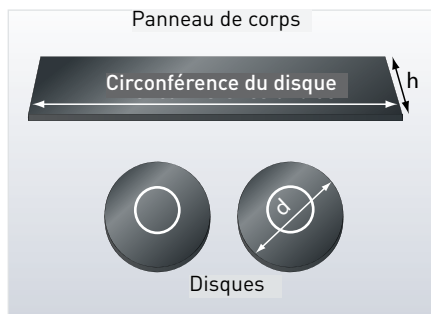 Panneau de corps
Circonférence du disque
h
d
Disques